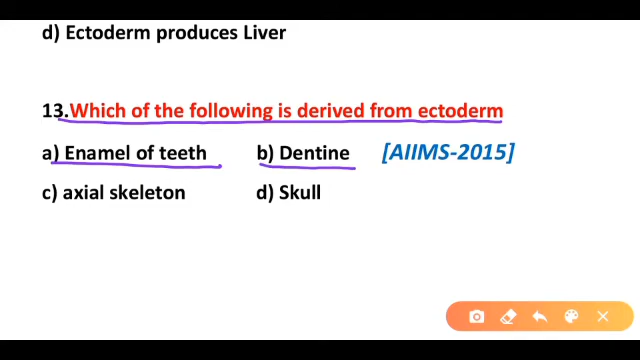 d) Ectoderm produces Liver
13.Which of the following is derived from ectoderm
a) Enamel of teeth b) Dentine [AIIMS-2015]
c) axial skeleton d) Skull